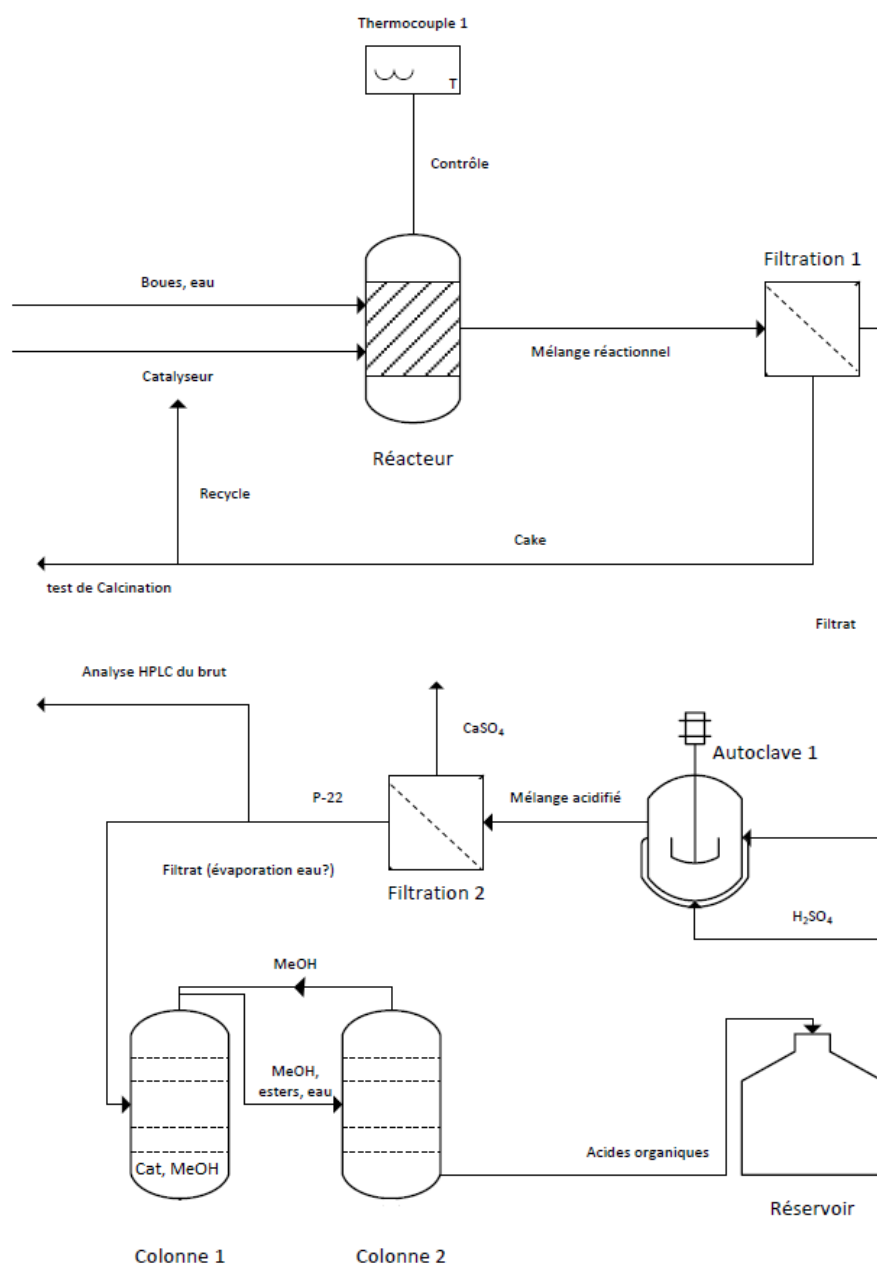 Thermocouple 1
T
Contrôle
Boues, eau
Filtration 1
Mélange réactionnel
Catalyseur
Réacteur
Recycle
Cake
test de Calcination
Filtrat
Analyse HPLC du brut
CaSO₄
Autoclave 1
P-22
Mélange acidifié
Filtrat (évaporation eau?)
Filtration 2
H₂SO₄
MeOH
MeOH,
esters, eau
Acides organiques
Cat, MeOH
Réservoir
Colonne 1
Colonne 2